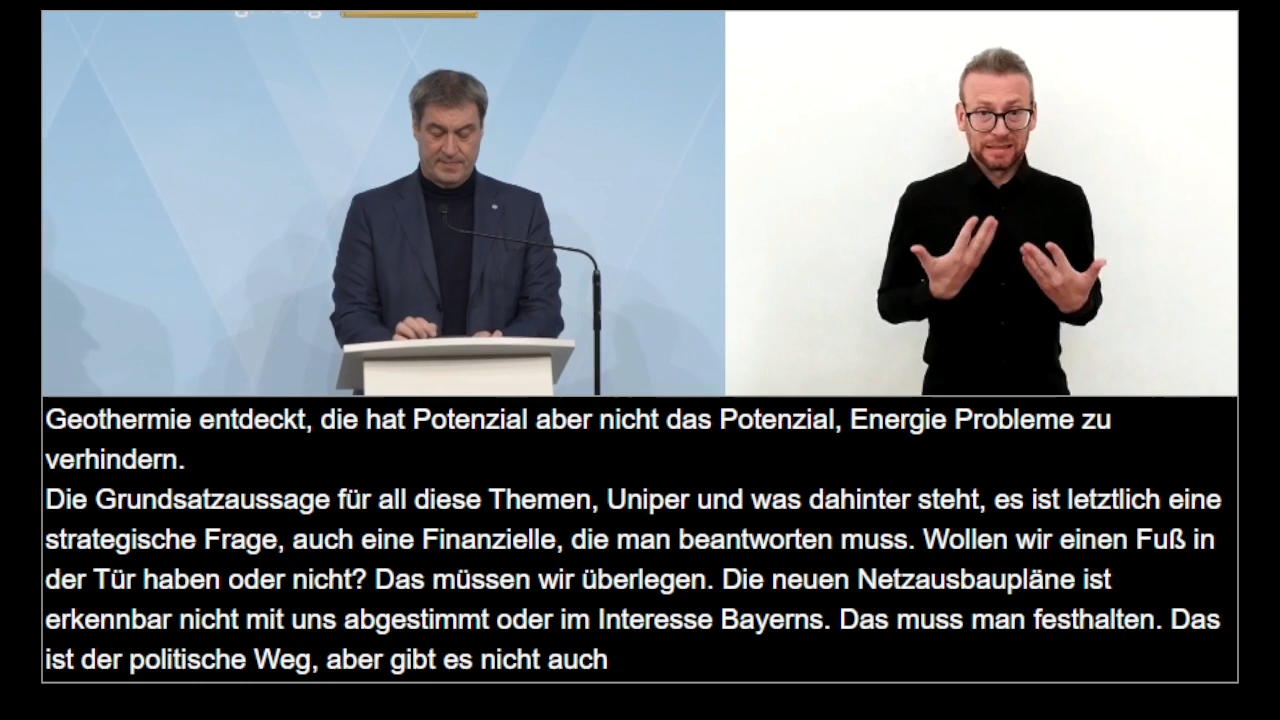 Geothermie entdeckt, die hat Potenzial aber nicht das Potenzial, Energie Probleme zu
verhindern.
Die Grundsatzaussage für all diese Themen, Uniper und was dahinter steht, es ist letztlich eine
strategische Frage, auch eine Finanzielle, die man beantworten muss. Wollen wir einen Fuß in
der Tür haben oder nicht? Das müssen wir überlegen. Die neuen Netzausbaupläne ist
erkennbar nicht mit uns abgestimmt oder im Interesse Bayerns. Das muss man festhalten. Das
ist der politische Weg, aber gibt es nicht auch